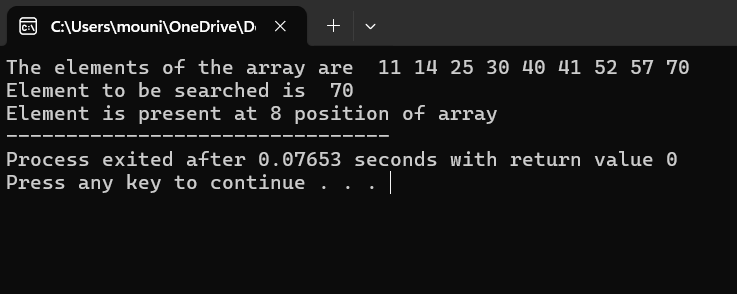 C:\Users\mouni\OneDrive\D
The elements of the array are  11 14 25 30 40 41 52 57 70
Element to be searched is  70
Element is present at 8 position of array
--------------------------------
Process exited after 0.07653 seconds with return value 0
Press any key to continue . . .